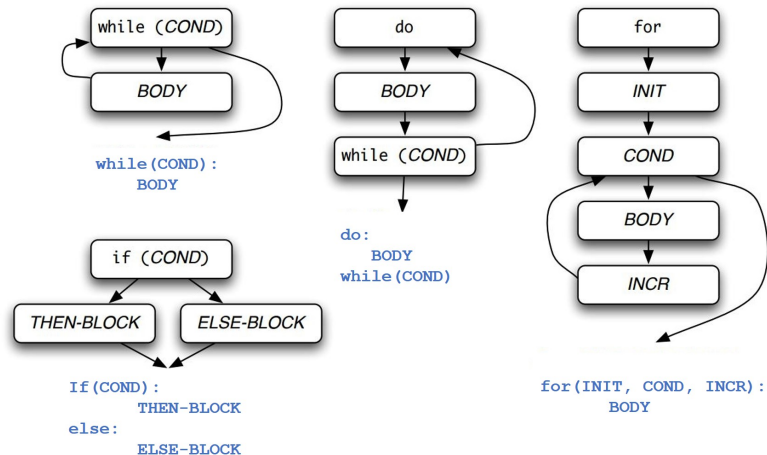 while (COND)
BODY
while(COND):
BODY
do
BODY
while (COND)
do:
BODY
while(COND)
for
INIT
COND
BODY
INCR
for(INIT, COND, INCR):
BODY
if (COND)
THEN-BLOCK ELSE-BLOCK
If(COND):
THEN-BLOCK
else:
ELSE-BLOCK